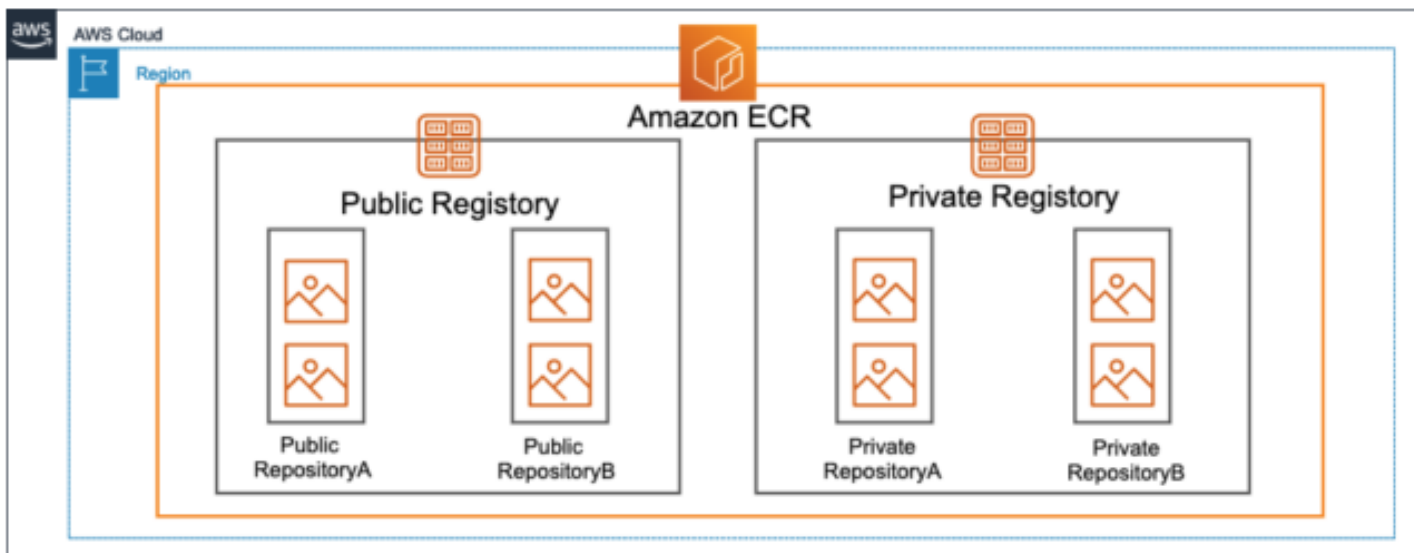 aws
AWS Cloud
Region
Amazon ECR
Public Registory
Private Registory
Public
RepositoryA
Public
RepositoryB
Private
RepositoryA
Private
RepositoryB